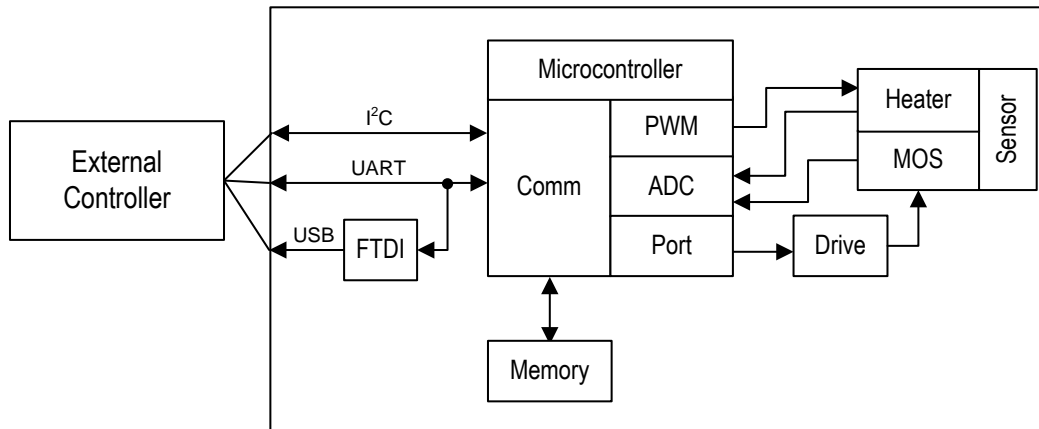 Microcontroller
Heater
Sensor
I²C
PWM
External
Controller
MOS
UART
Comm
ADC
USB
FTDI
Port
Drive
Memory